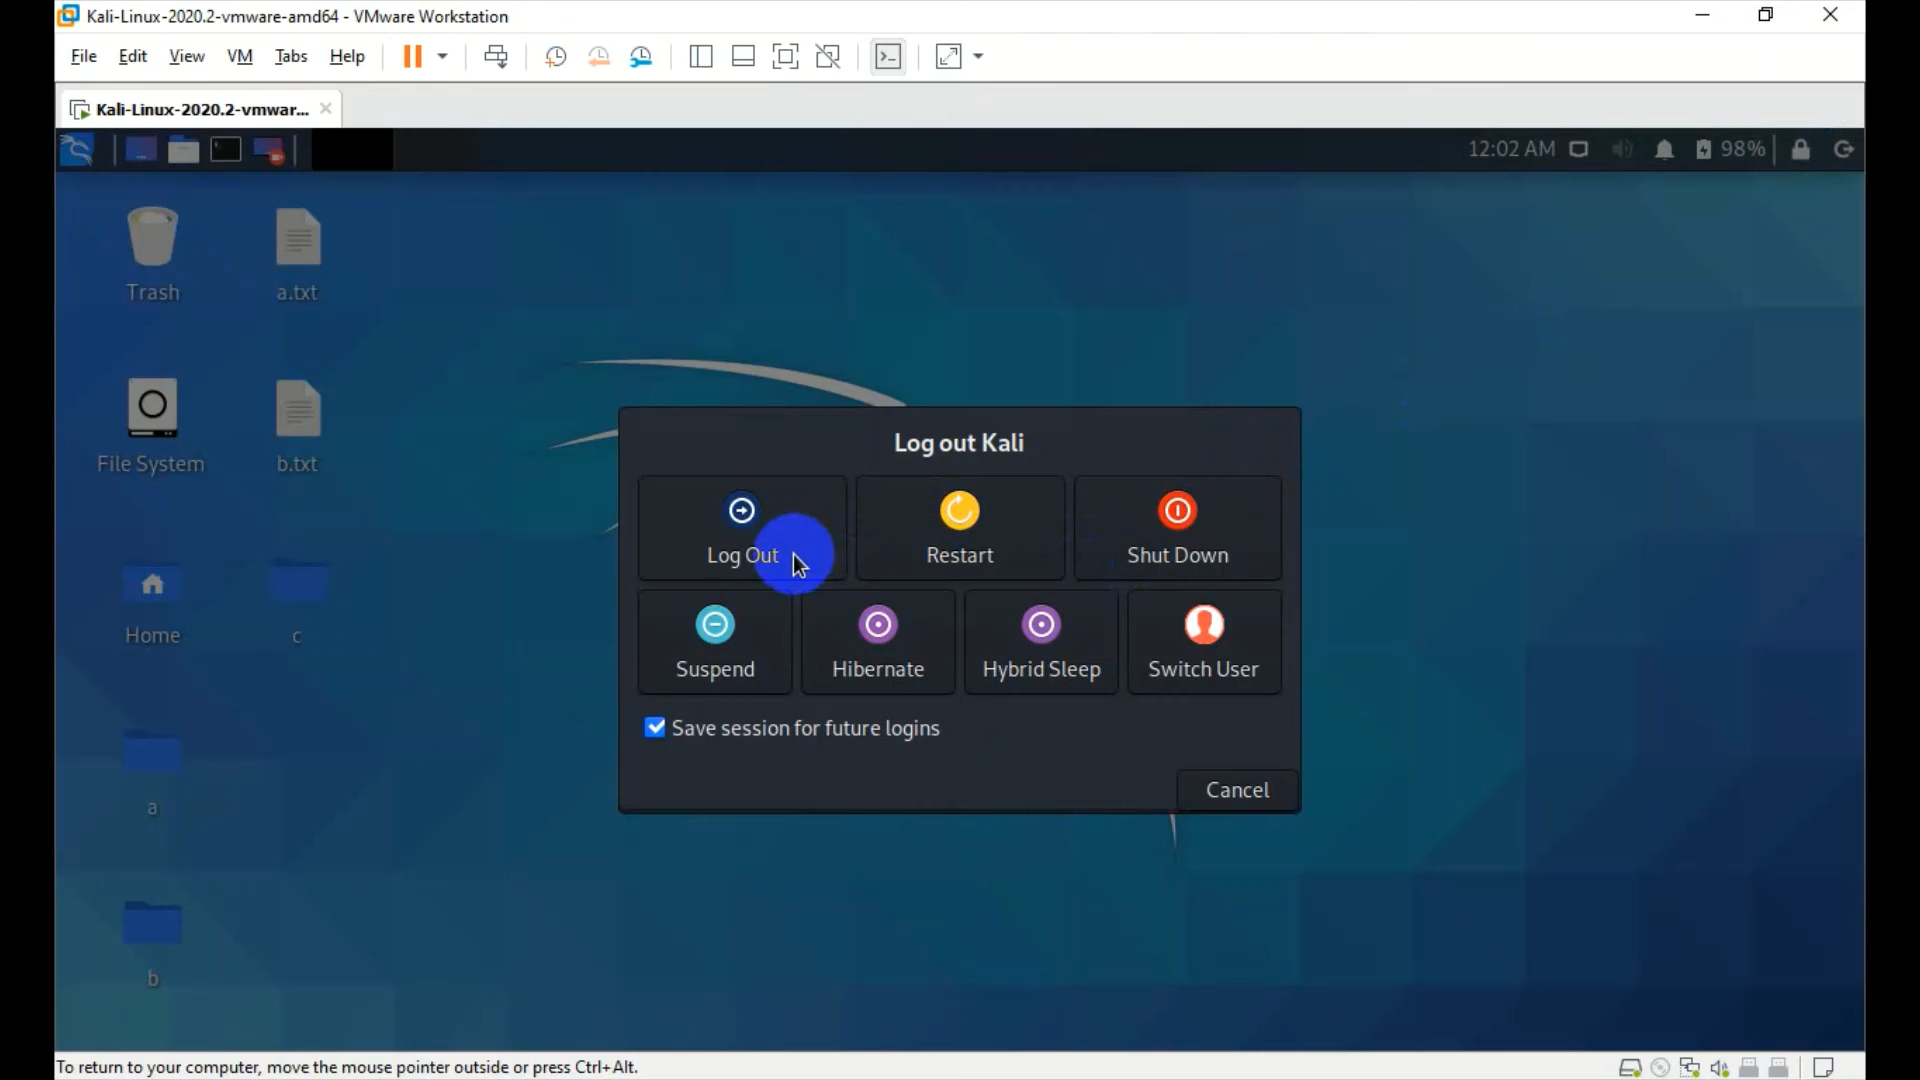 Kali-Linux-2020.2-vmware-amd64 - VMware Workstation
File Edit View VM Tabs Help
Kali-Linux-2020.2-vmwar...
12:02 AM 98%
Trash a.txt
File System b.txt
Home c
a
b
Log out Kali
Log Out Restart Shut Down
Suspend Hibernate Hybrid Sleep Switch User
Save session for future logins
Cancel
To return to your computer, move the mouse pointer outside or press Ctrl+Alt.